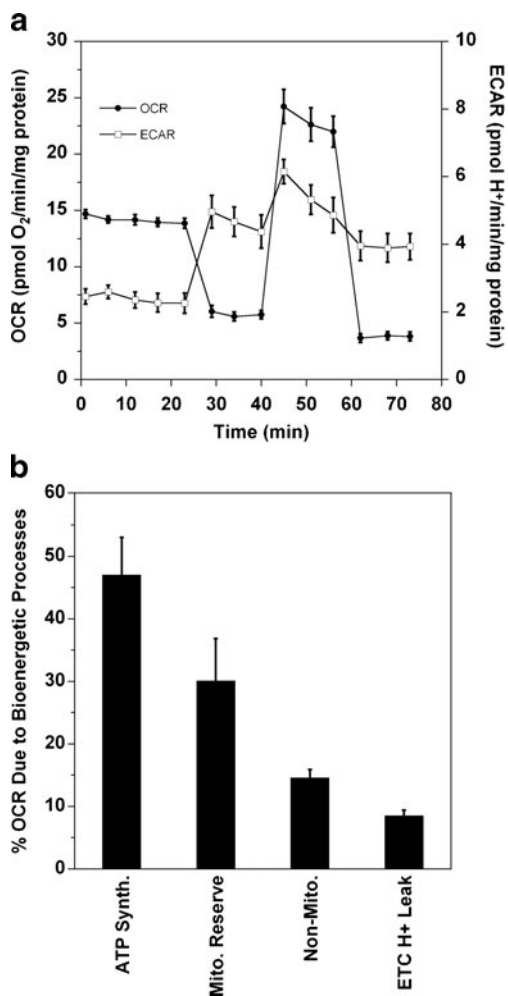 a
30
25
20
15
10
5
0
OCR (pmol O₂/min/mg protein)
OCR
ECAR
10
8
6
4
2
0
ECAR (pmol H⁺/min/mg protein)
0 10 20 30 40 50 60 70 80
Time (min)
b
60
50
40
30
20
10
0
% OCR Due to Bioenergetic Processes
ATP Synth.
Mito. Reserve
Non-Mito.
ETC H+ Leak